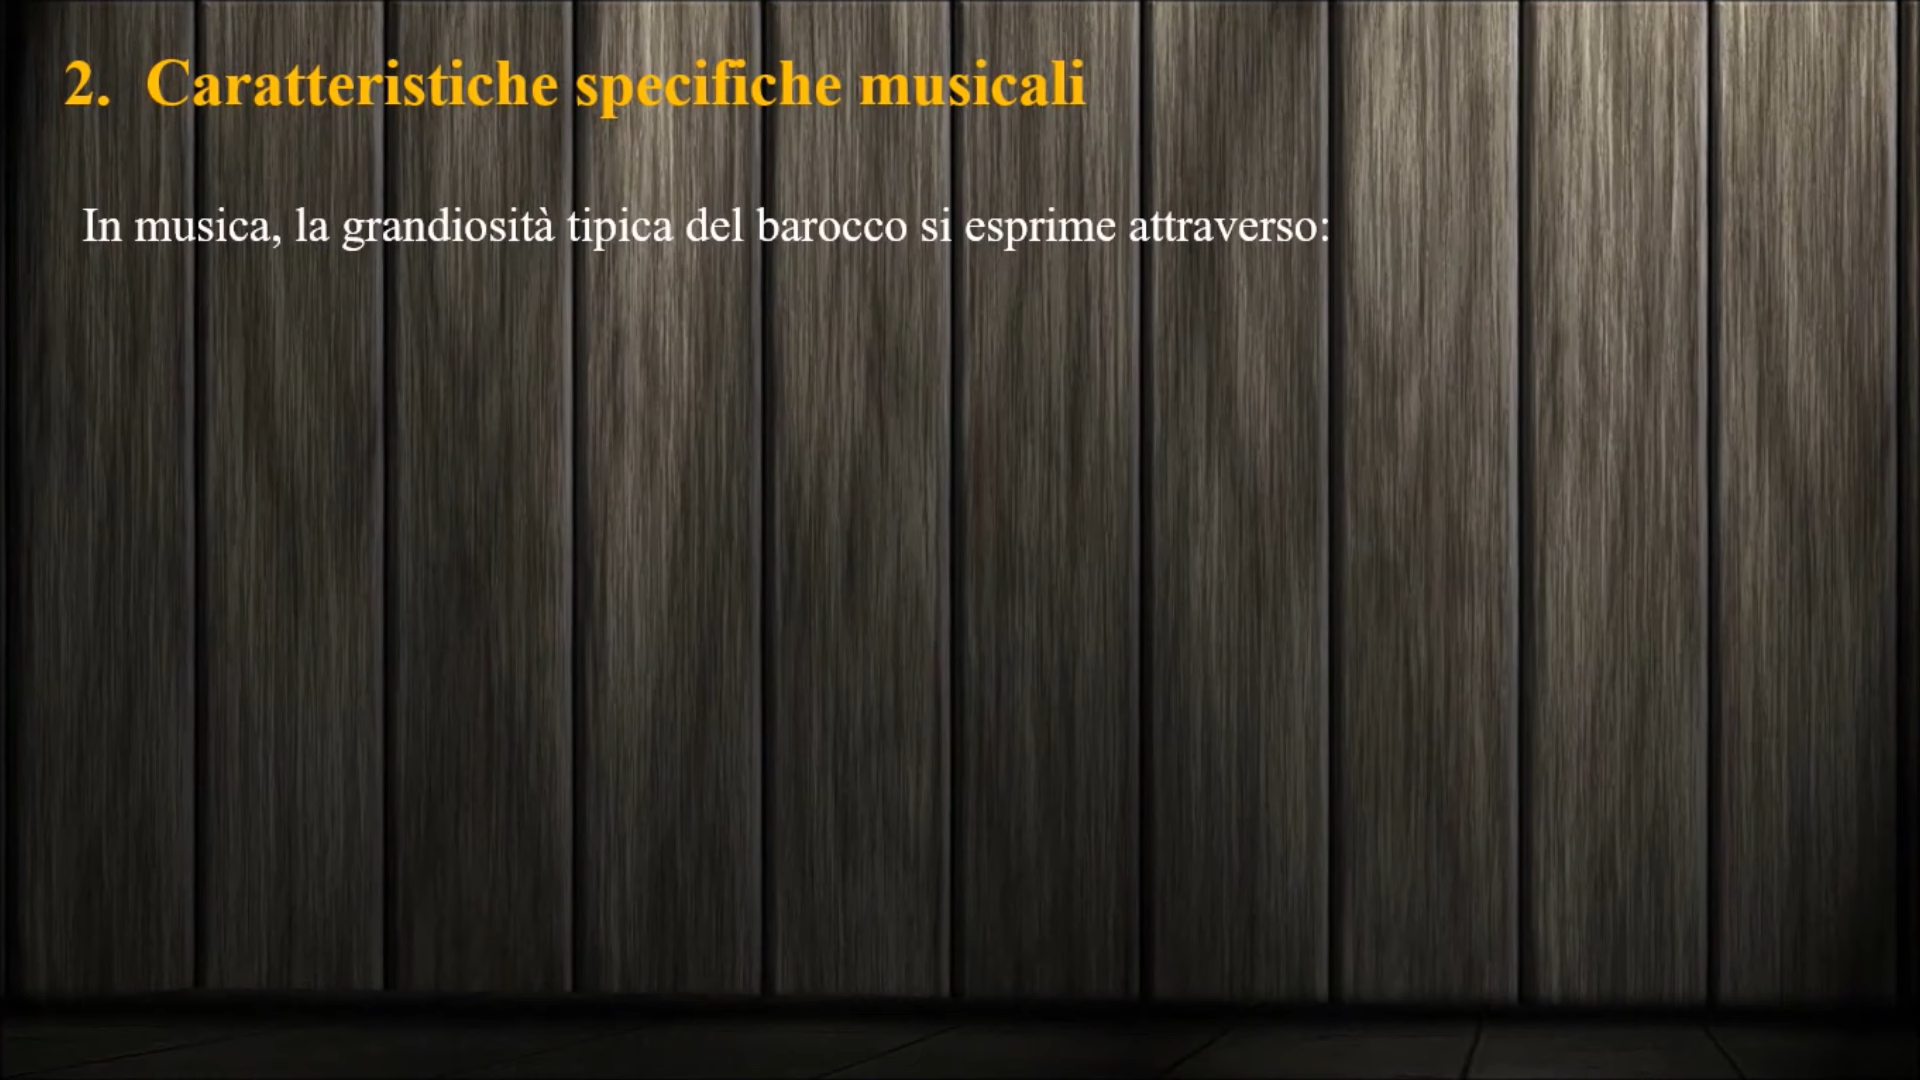 2. Caratteristiche specifiche musicali
In musica, la grandiosità tipica del barocco si esprime attraverso: